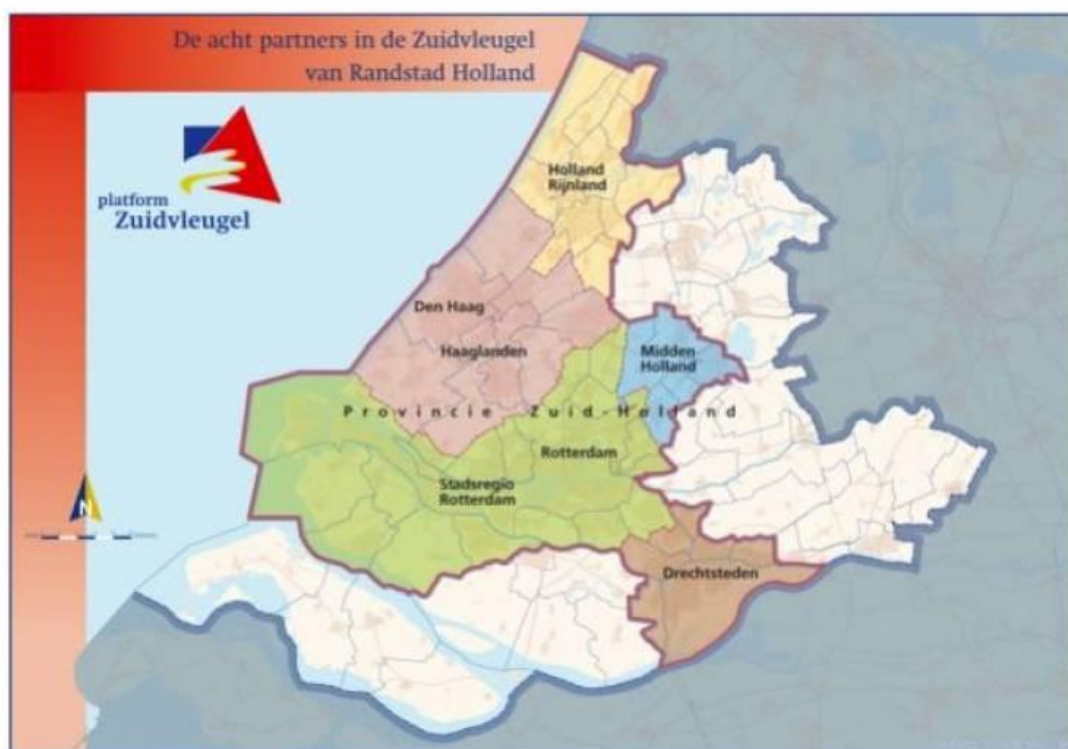 De acht partners in de Zuidvleugel
van Randstad Holland
platform
Zuidvleugel
Holland
Rijnland
Den Haag
Haaglanden
Midden
Holland
Provincie Zuid-Holland
Rotterdam
Stadsregio
Rotterdam
N
Drechtsteden